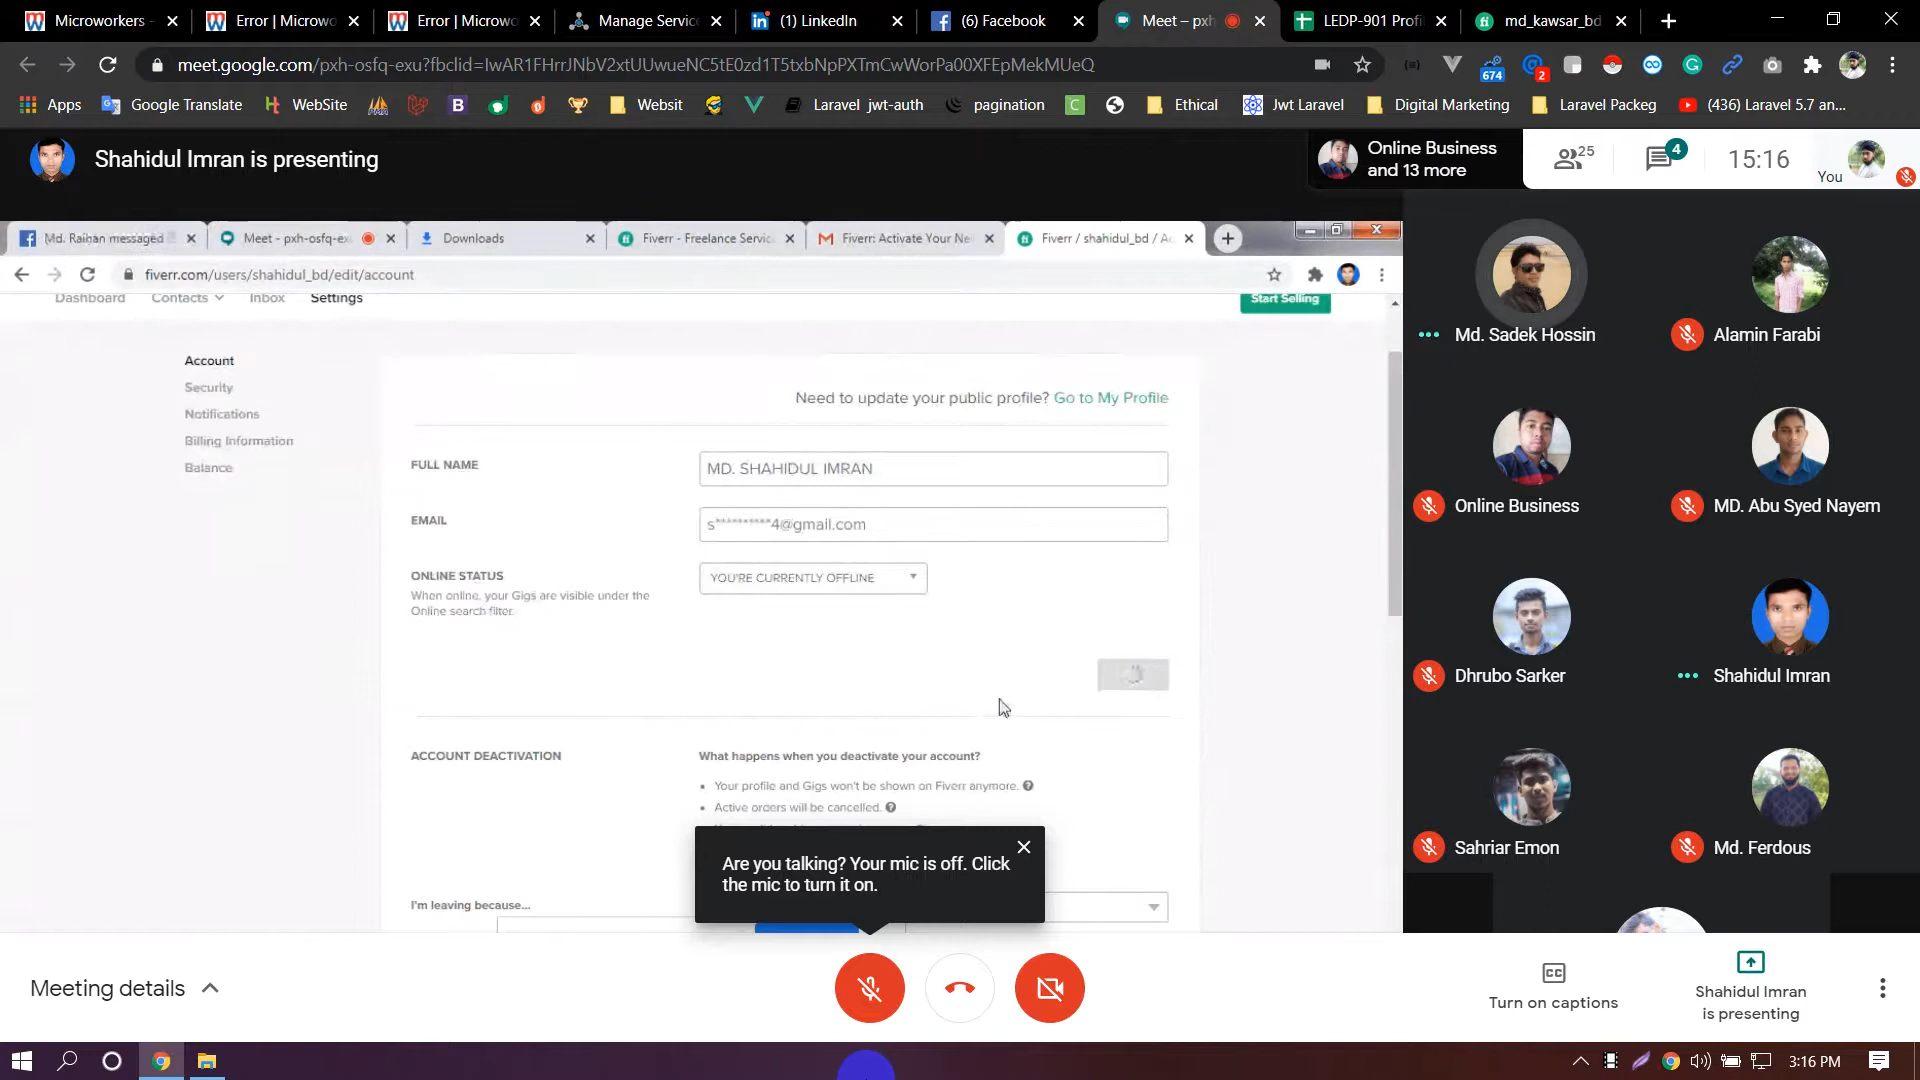 Microworkers -
Error | Microwo
Error | Microwo
Manage Service
(1) LinkedIn
(6) Facebook
Meet – pxh
LEDP-901 Profi
md_kawsar_bd
meet.google.com/pxh-osfq-exu?fbclid=IwAR1FHrrJNbV2xtUUwueNC5tE0zd1T5txbNpPXTmCwWorPa00XFEpMekMUeQ
674
2
Apps
Google Translate
WebSite
Websit
Laravel jwt-auth
pagination
Ethical
Jwt Laravel
Digital Marketing
Laravel Packeg
(436) Laravel 5.7 an...
Shahidul Imran is presenting
Online Business
and 13 more
25
4
15:16
You
Md. Raihan messaged
Meet - pxh-osfq-ex
Downloads
Fiverr - Freelance Servic
Fiverr: Activate Your Ne
Fiverr / shahidul_bd / Ac
fiverr.com/users/shahidul_bd/edit/account
Dashboard
Contacts
Inbox
Settings
Start Selling
Account
Security
Notifications
Billing Information
Balance
Need to update your public profile? Go to My Profile
FULL NAME
MD. SHAHIDUL IMRAN
EMAIL
s**********4@gmail.com
ONLINE STATUS
When online, your Gigs are visible under the
Online search filter.
YOU'RE CURRENTLY OFFLINE
ACCOUNT DEACTIVATION
What happens when you deactivate your account?
• Your profile and Gigs won't be shown on Fiverr anymore.
• Active orders will be cancelled.
I'm leaving because...
Are you talking? Your mic is off. Click
the mic to turn it on.
Md. Sadek Hossin
Alamin Farabi
Online Business
MD. Abu Syed Nayem
Dhrubo Sarker
Shahidul Imran
Sahriar Emon
Md. Ferdous
Meeting details
Turn on captions
Shahidul Imran
is presenting
3:16 PM